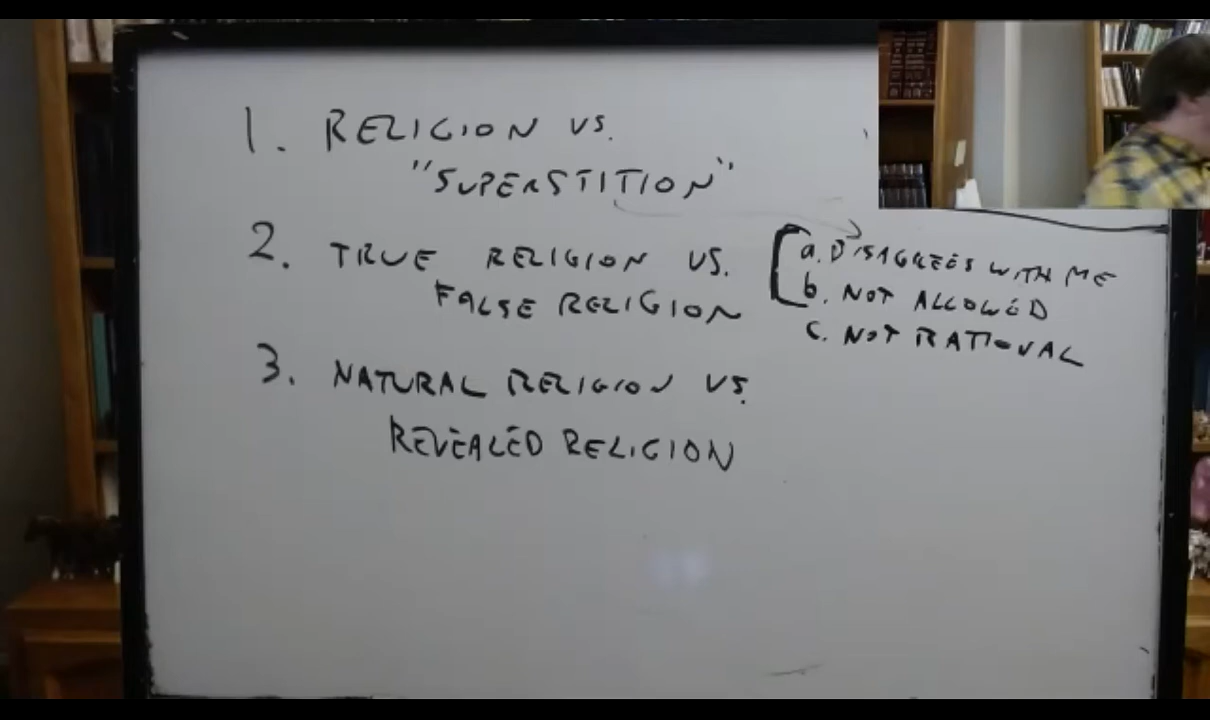 1. RELIGION VS.
"SUPERSTITION"
2. TRUE RELIGION VS.
FALSE RELIGION
3. NATURAL RELIGION VS.
REVEALED RELIGION
a. DISAGREES WITH ME
b. NOT ALLOWED
c. NOT RATIONAL